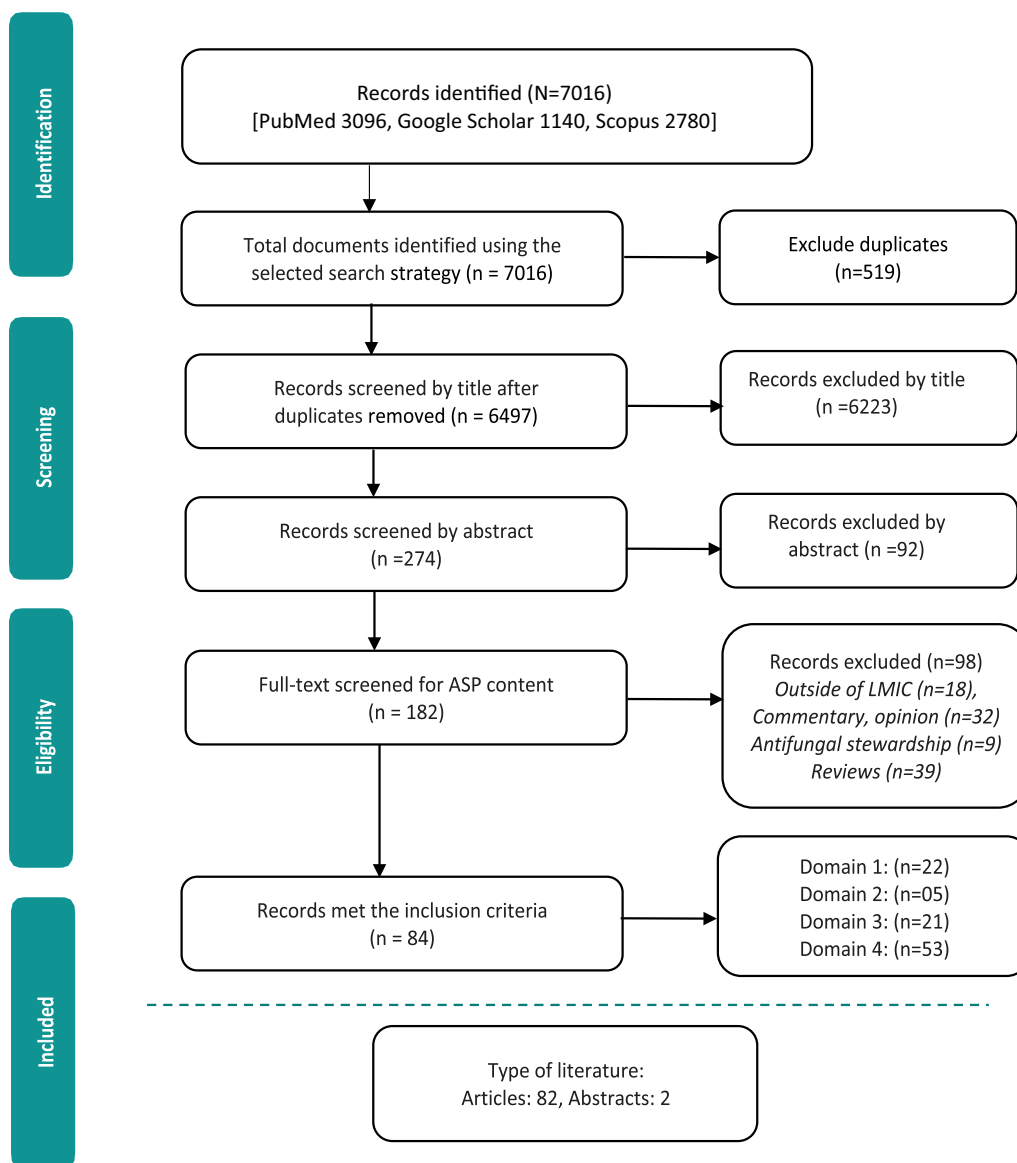 Identification
Records identified (N=7016)
[PubMed 3096, Google Scholar 1140, Scopus 2780]
Total documents identified using the
selected search strategy (n = 7016)
Exclude duplicates
(n=519)
Screening
Records screened by title after
duplicates removed (n = 6497)
Records excluded by title
(n =6223)
Records screened by abstract
(n =274)
Records excluded by
abstract (n =92)
Eligibility
Full-text screened for ASP content
(n = 182)
Records excluded (n=98)
Outside of LMIC (n=18),
Commentary, opinion (n=32)
Antifungal stewardship (n=9)
Reviews (n=39)
Included
Records met the inclusion criteria
(n = 84)
Domain 1: (n=22)
Domain 2: (n=05)
Domain 3: (n=21)
Domain 4: (n=53)
Type of literature:
Articles: 82, Abstracts: 2